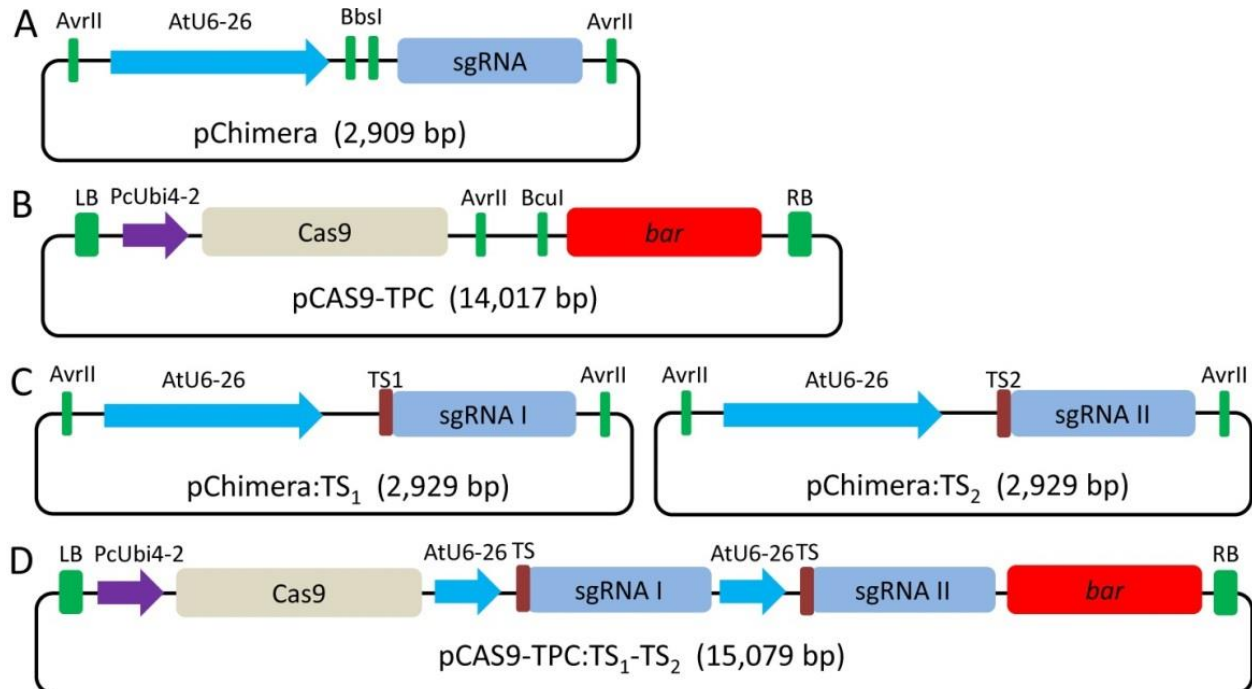 A
AvrII AtU6-26 BbsI AvrII
sgRNA
pChimera (2,909 bp)
B
LB PcUbi4-2 AvrII BcuI RB
Cas9 bar
pCAS9-TPC (14,017 bp)
C
AvrII AtU6-26 TS1 AvrII
sgRNA I
pChimera:TS₁ (2,929 bp)
AvrII AtU6-26 TS2 AvrII
sgRNA II
pChimera:TS₂ (2,929 bp)
D
LB PcUbi4-2 AtU6-26 TS AtU6-26 TS RB
Cas9 sgRNA I sgRNA II bar
pCAS9-TPC:TS₁-TS₂ (15,079 bp)